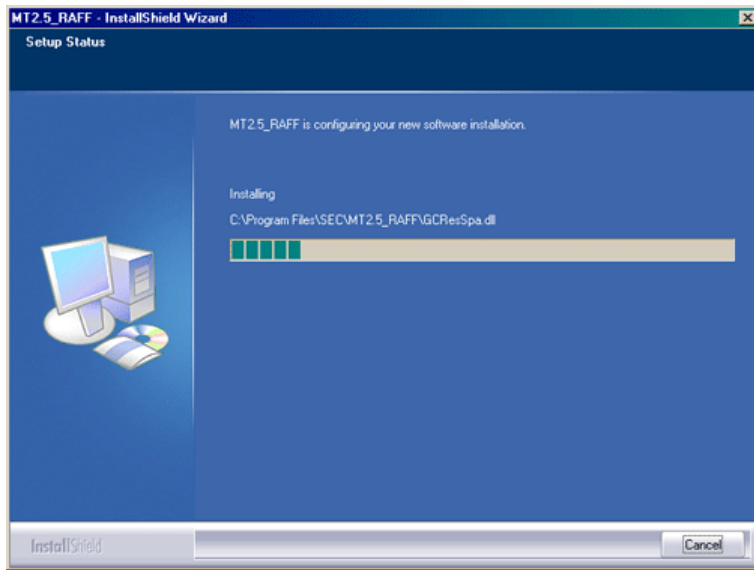 MT2.5_RAFF - InstallShield Wizard
Setup Status
MT2.5_RAFF is configuring your new software installation.
Installing
C:\Program Files\SEC\MT2.5_RAFF\GCResSpa.dll
InstallShield
Cancel